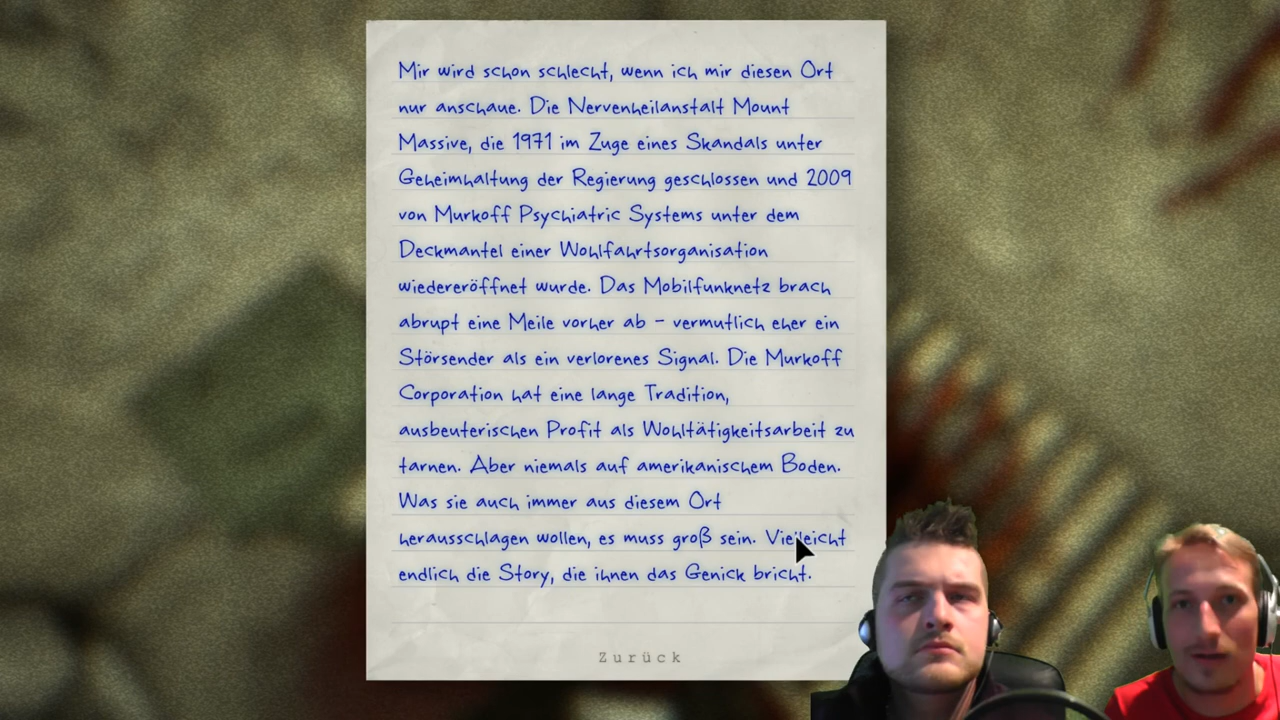 Mir wird schon schlecht, wenn ich mir diesen Ort
nur anschaue. Die Nervenheilanstalt Mount
Massive, die 1971 im Zuge eines Skandals unter
Geheimhaltung der Regierung geschlossen und 2009
von Murkoff Psychiatric Systems unter dem
Deckmantel einer Wohlfahrtsorganisation
wiedereröffnet wurde. Das Mobilfunknetz brach
abrupt eine Meile vorher ab - vermutlich eher ein
Störsender als ein verlorenes Signal. Die Murkoff
Corporation hat eine lange Tradition,
ausbeuterischen Profit als Wohltätigkeitsarbeit zu
tarnen. Aber niemals auf amerikanischem Boden.
Was sie auch immer aus diesem Ort
herausschlagen wollen, es muss groß sein. Vielleicht
endlich die Story, die ihnen das Genick bricht.
Zurück